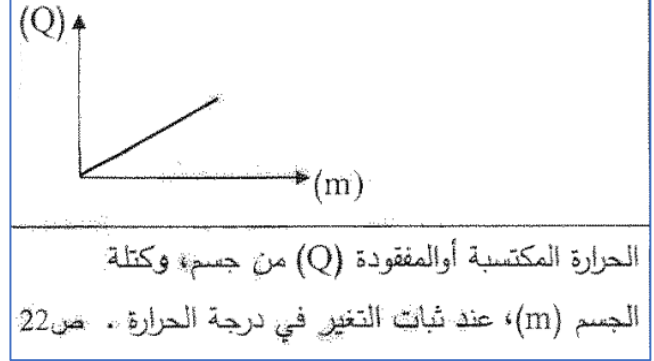 (Q)
(m)
الحرارة المكتسبة أوالمفقودة (Q) من جسم، وكتلة
الجسم (m)، عند ثبات التغير في درجة الحرارة . ص22